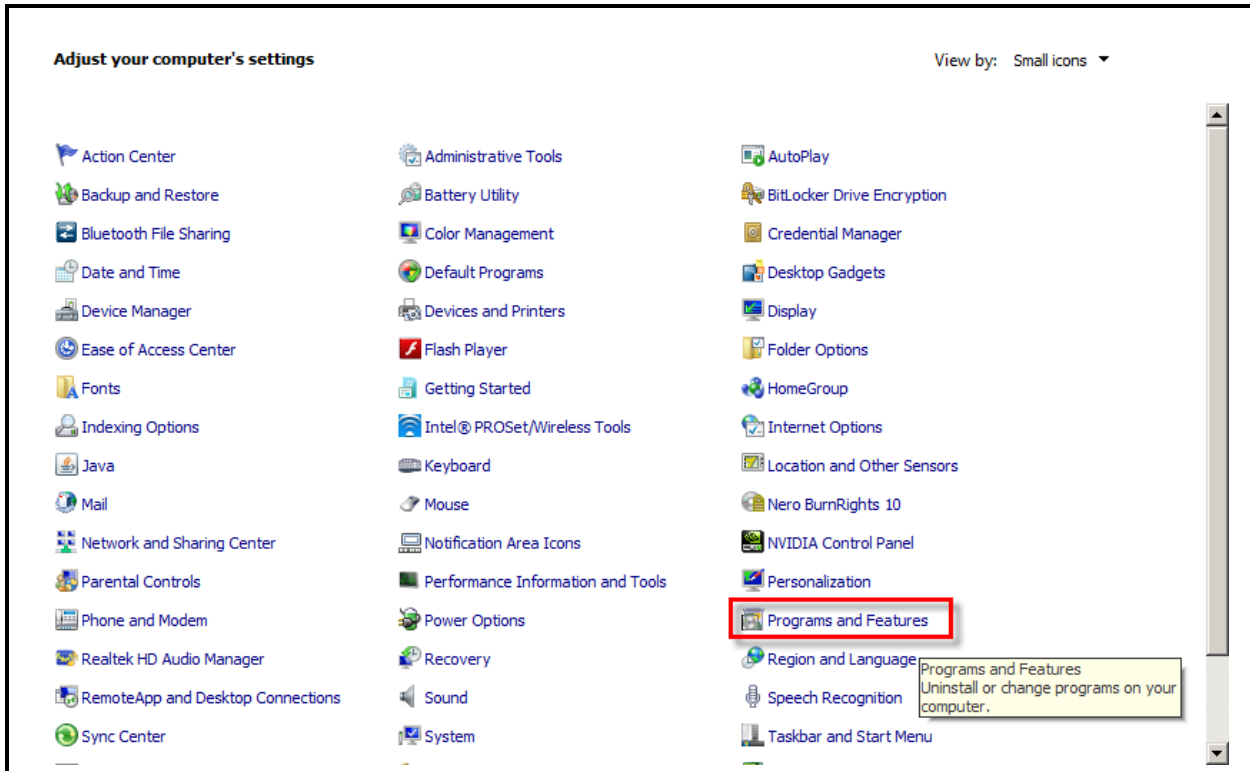 Adjust your computer's settings
View by: Small icons
Action Center
Administrative Tools
AutoPlay
Backup and Restore
Battery Utility
BitLocker Drive Encryption
Bluetooth File Sharing
Color Management
Credential Manager
Date and Time
Default Programs
Desktop Gadgets
Device Manager
Devices and Printers
Display
Ease of Access Center
Flash Player
Folder Options
Fonts
Getting Started
HomeGroup
Indexing Options
Intel® PROSet/Wireless Tools
Internet Options
Java
Keyboard
Location and Other Sensors
Mail
Mouse
Nero BurnRights 10
Network and Sharing Center
Notification Area Icons
NVIDIA Control Panel
Parental Controls
Performance Information and Tools
Personalization
Phone and Modem
Power Options
Programs and Features
Realtek HD Audio Manager
Recovery
Region and Language
Programs and Features
Uninstall or change programs on your
computer.
RemoteApp and Desktop Connections
Sound
Speech Recognition
Sync Center
System
Taskbar and Start Menu